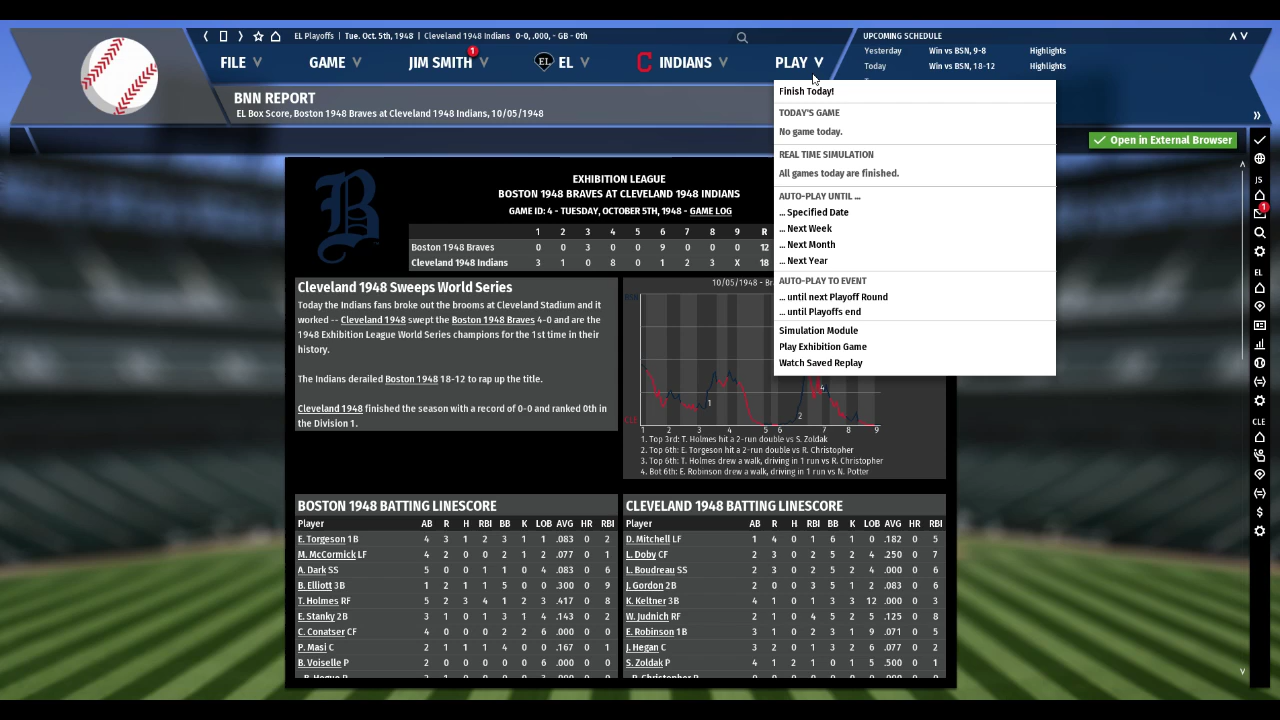 EL Playoffs | Tue. Oct. 5th, 1948 | Cleveland 1948 Indians 0-0, .000, - GB - 0th
UPCOMING SCHEDULE
Yesterday Win vs BSN, 9-8 Highlights
Today Win vs BSN, 18-12 Highlights
FILE GAME JIM SMITH 1 EL EL INDIANS PLAY
BNN REPORT
EL Box Score, Boston 1948 Braves at Cleveland 1948 Indians, 10/05/1948
Open in External Browser
Finish Today!
TODAY'S GAME
No game today.
REAL TIME SIMULATION
All games today are finished.
AUTO-PLAY UNTIL ...
... Specified Date
... Next Week
... Next Month
... Next Year
AUTO-PLAY TO EVENT
... until next Playoff Round
... until Playoffs end
Simulation Module
Play Exhibition Game
Watch Saved Replay
EXHIBITION LEAGUE
BOSTON 1948 BRAVES AT CLEVELAND 1948 INDIANS
GAME ID: 4 - TUESDAY, OCTOBER 5TH, 1948 - GAME LOG
1 2 3 4 5 6 7 8 9 R
Boston 1948 Braves 0 0 3 0 0 9 0 0 0 12
Cleveland 1948 Indians 3 1 0 8 0 1 2 3 X 18
Cleveland 1948 Sweeps World Series
Today the Indians fans broke out the brooms at Cleveland Stadium and it
worked -- Cleveland 1948 swept the Boston 1948 Braves 4-0 and are the
1948 Exhibition League World Series champions for the 1st time in their
history.
The Indians derailed Boston 1948 18-12 to rap up the title.
Cleveland 1948 finished the season with a record of 0-0 and ranked 0th in
the Division 1.
10/05/1948 - Br
CLE
1 2 3 4 5 6 7 8 9
1. Top 3rd: T. Holmes hit a 2-run double vs S. Zoldak
2. Top 6th: E. Torgeson hit a 2-run double vs R. Christopher
3. Top 6th: T. Holmes drew a walk, driving in 1 run vs R. Christopher
4. Bot 6th: E. Robinson drew a walk, driving in 1 run vs N. Potter
BOSTON 1948 BATTING LINESCORE
Player AB R H RBI BB K LOB AVG HR RBI
E. Torgeson 1B 4 3 1 2 3 1 1 .083 0 2
M. McCormick LF 4 2 0 0 2 1 2 .077 0 1
A. Dark SS 5 0 0 1 1 0 4 .083 0 6
B. Elliott 3B 1 2 1 1 5 0 0 .300 0 9
T. Holmes RF 5 2 3 4 1 2 3 .417 0 8
E. Stanky 2B 3 1 0 1 3 1 4 .143 0 2
C. Conatser CF 4 0 0 0 2 2 6 .000 0 0
P. Masi C 2 1 1 1 4 0 0 .167 0 1
B. Voiselle P 2 0 0 0 0 0 6 .000 0 0
CLEVELAND 1948 BATTING LINESCORE
Player AB R H RBI BB K LOB AVG HR RBI
D. Mitchell LF 1 4 0 1 6 1 0 .182 0 5
L. Doby CF 2 3 0 2 5 2 4 .250 0 7
L. Boudreau SS 2 3 0 2 5 2 4 .000 0 6
J. Gordon 2B 2 0 0 3 5 1 2 .083 0 6
K. Keltner 3B 4 1 0 1 3 3 12 .000 0 3
W. Judnich RF 2 1 0 4 5 2 5 .125 0 8
E. Robinson 1B 3 1 0 2 3 1 9 .071 0 5
J. Hegan C 3 2 0 1 3 2 6 .077 0 2
S. Zoldak P 4 1 2 1 0 1 5 .500 0 1
JS
1
EL
CLE